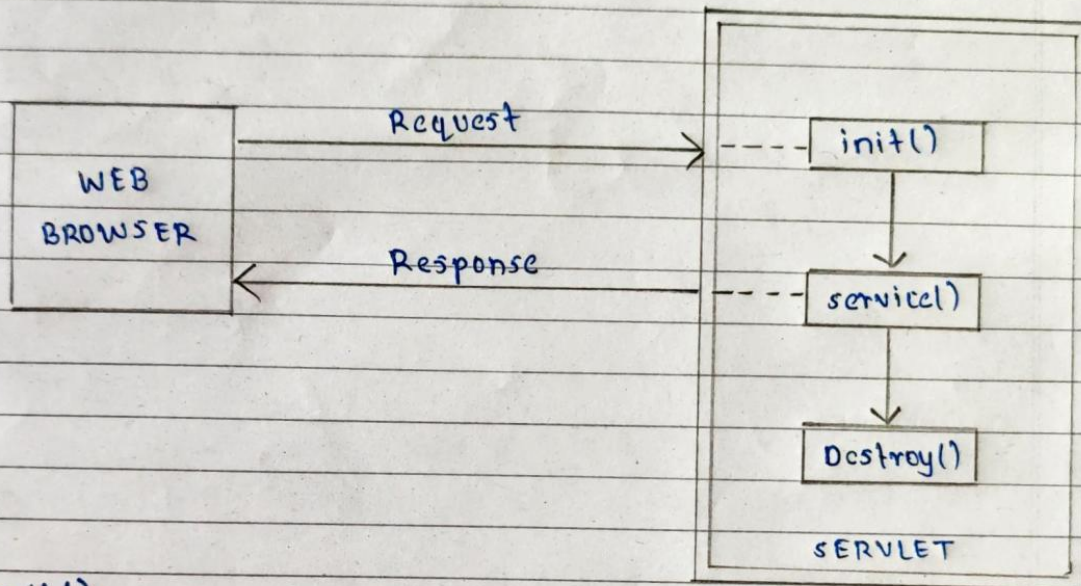 Request
init()
WEB
BROWSER
Response
service()
Destroy()
SERVLET